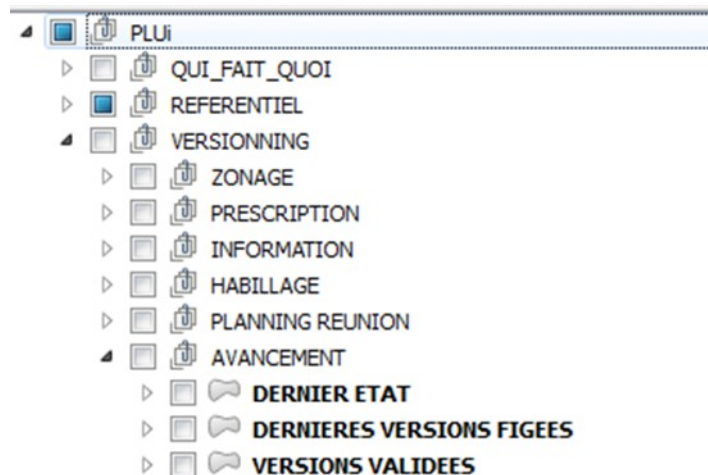 PLUi
QUI_FAIT_QUOI
REFERENTIEL
VERSIONNING
ZONAGE
PRESCRIPTION
INFORMATION
HABILLAGE
PLANNING REUNION
AVANCEMENT
DERNIER ETAT
DERNIERES VERSIONS FIGEES
VERSIONS VALIDEES